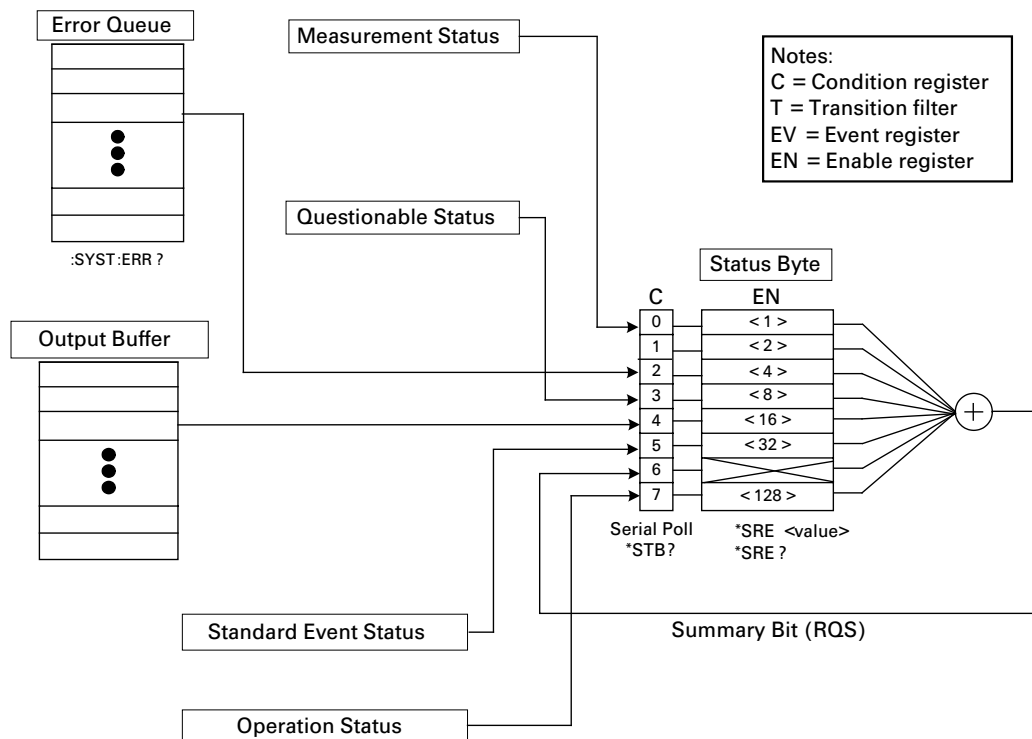 Error Queue
:SYST:ERR ?
Output Buffer
Measurement Status
Questionable Status
Standard Event Status
Operation Status
Notes:
C = Condition register
T = Transition filter
EV = Event register
EN = Enable register
Status Byte
C
EN
0
< 1 >
1
< 2 >
2
< 4 >
3
< 8 >
4
< 16 >
5
< 32 >
6
7
< 128 >
+
Serial Poll
*STB?
*SRE <value>
*SRE ?
Summary Bit (RQS)